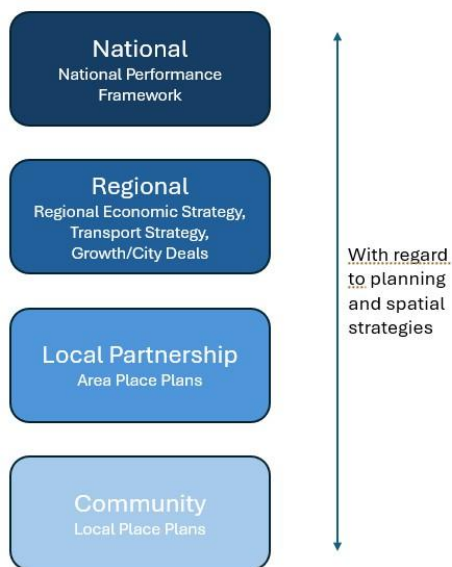 National
National Performance
Framework
Regional
Regional Economic Strategy,
Transport Strategy,
Growth/City Deals
With regard
to planning
and spatial
strategies
Local Partnership
Area Place Plans
Community
Local Place Plans